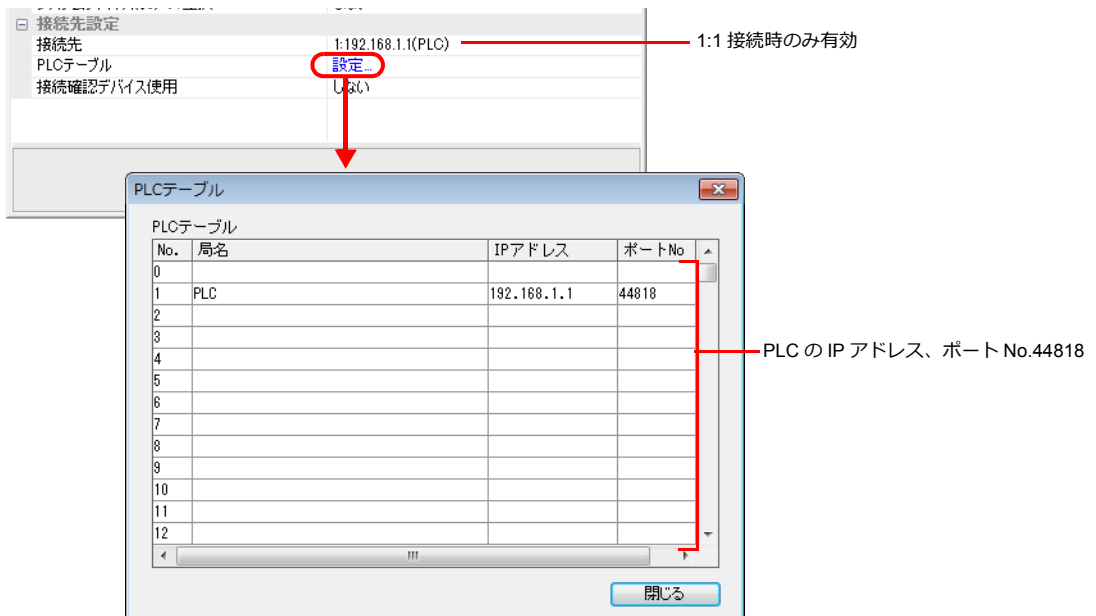 接続先設定
接続先 1:192.168.1.1(PLC) 1:1 接続時のみ有効
PLCテーブル 設定...
接続確認デバイス使用 しない
PLCテーブル
PLCテーブル
No. 局名 IPアドレス ポートNo
0
1 PLC 192.168.1.1 44818
2
3
4 PLC の IP アドレス、ポート No.44818
5
6
7
8
9
10
11
12
閉じる